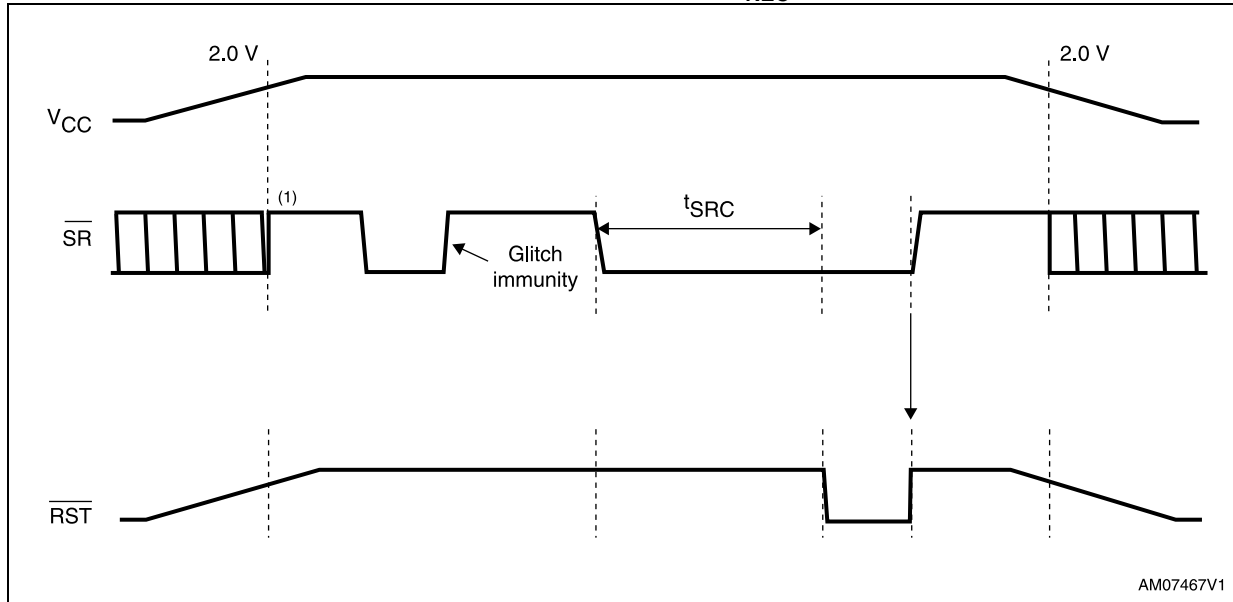 2.0 V
2.0 V
VCC
(1)
SR
tSRC
Glitch
immunity
RST
AM07467V1